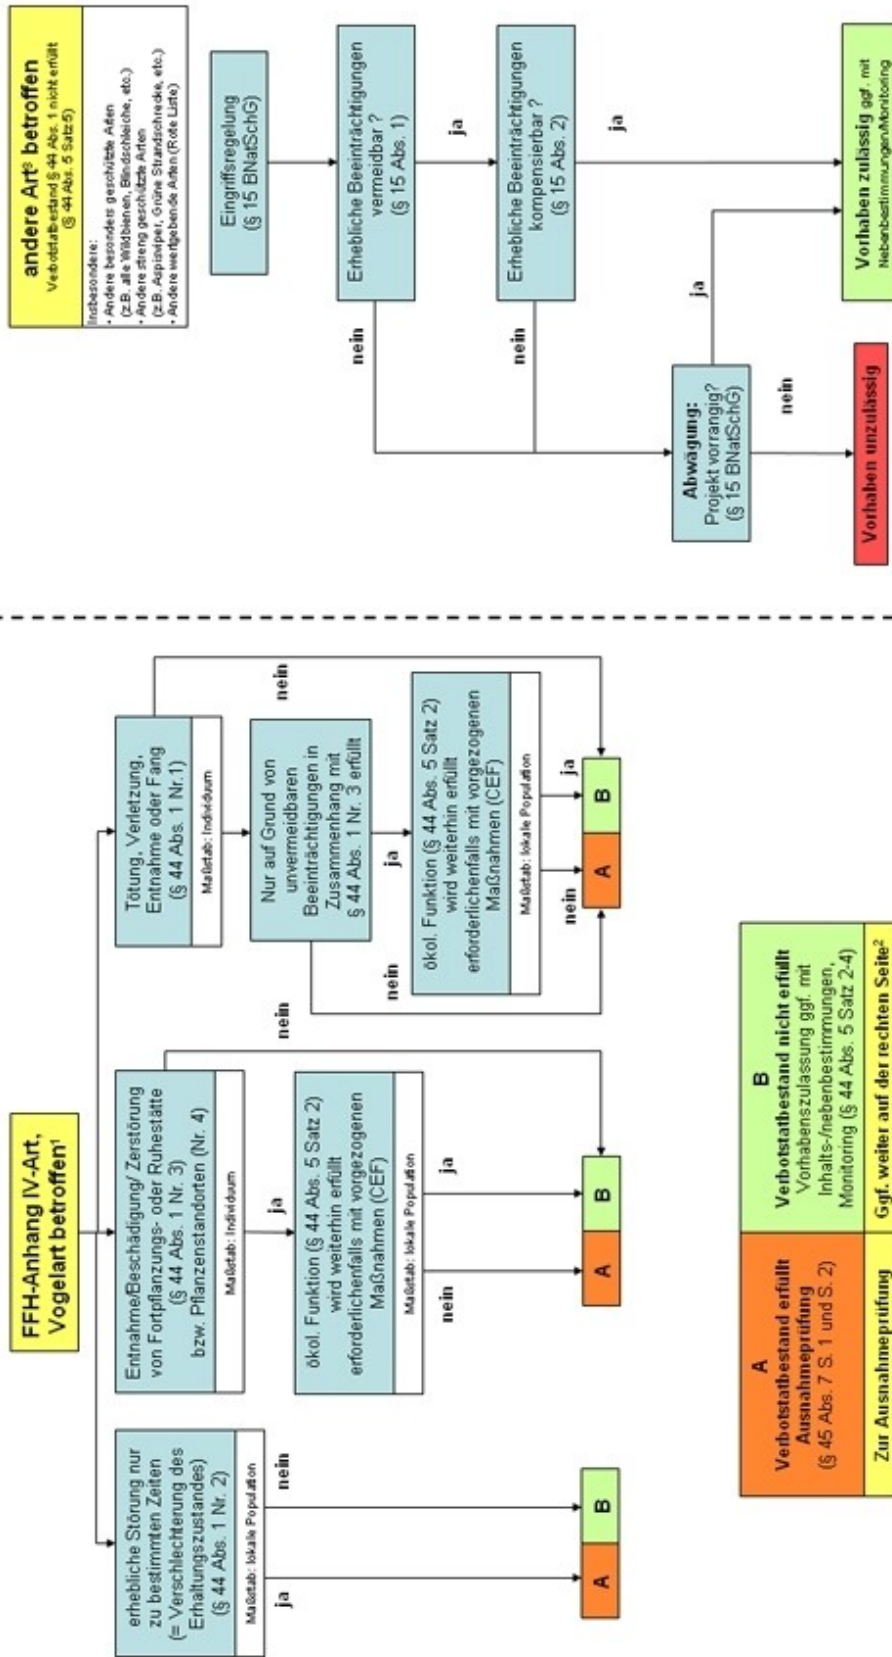 FFH-Anhang IV-Art,
Vogelart betroffen¹
erhebliche Störung nur
zu bestimmten Zeiten
(= Verschlechterung des
Erhaltungszustandes)
(§ 44 Abs. 1 Nr. 2)
Maßstab: lokale Population
ja
nein
A
B
Entnahme/Beschädigung/ Zerstörung
von Fortpflanzungs- oder Ruhestätte
(§ 44 Abs. 1 Nr. 3)
bzw. Pflanzenstandorten (Nr. 4)
Maßstab: Individuum
nein
ja
ökol. Funktion (§ 44 Abs. 5 Satz 2)
wird weiterhin erfüllt
erforderlichenfalls mit vorgezogenen
Maßnahmen (CEF)
Maßstab: lokale Population
nein
ja
A
B
Tötung, Verletzung,
Entnahme oder Fang
(§ 44 Abs. 1 Nr.1)
Maßstab: Individuum
nein
Nur auf Grund von
unvermeidbaren
Beeinträchtigungen in
Zusammenhang mit
§ 44 Abs. 1 Nr. 3 erfüllt
nein
ja
ökol. Funktion (§ 44 Abs. 5 Satz 2)
wird weiterhin erfüllt
erforderlichenfalls mit vorgezogenen
Maßnahmen (CEF)
Maßstab: lokale Population
nein
ja
A
B
A
Verbotstatbestand erfüllt
Ausnahmeprüfung
(§ 45 Abs. 7 S. 1 und S. 2)
Zur Ausnahmeprüfung
B
Verbotstatbestand nicht erfüllt
Vorhabenszulassung ggf. mit
Inhalts-/nebenbestimmungen,
Monitoring (§ 44 Abs. 5 Satz 2-4)
Ggf. weiter auf der rechten Seite²
andere Art³ betroffen
Verbotstatbestand § 44 Abs. 1 nicht erfüllt
(§ 44 Abs. 5 Satz 5)
Insbesondere:
• Andere besonders geschützte Arten
(z.B. alle Wildbienen, Blindschleiche, etc.)
• Andere streng geschützte Arten
(z.B. Aspisviper, Grüne Strandschrecke, etc.)
• Andere wertgebende Arten (Rote Liste)
Eingriffsregelung
(§ 15 BNatSchG)
Erhebliche Beeinträchtigungen
vermeidbar ?
(§ 15 Abs. 1)
nein
ja
Erhebliche Beeinträchtigungen
kompensierbar ?
(§ 15 Abs. 2)
nein
ja
Abwägung:
Projekt vorrangig?
(§ 15 BNatSchG)
ja
nein
Vorhaben unzulässig
Vorhaben zulässig ggf. mit
Nebenbestimmungen/Monitoring